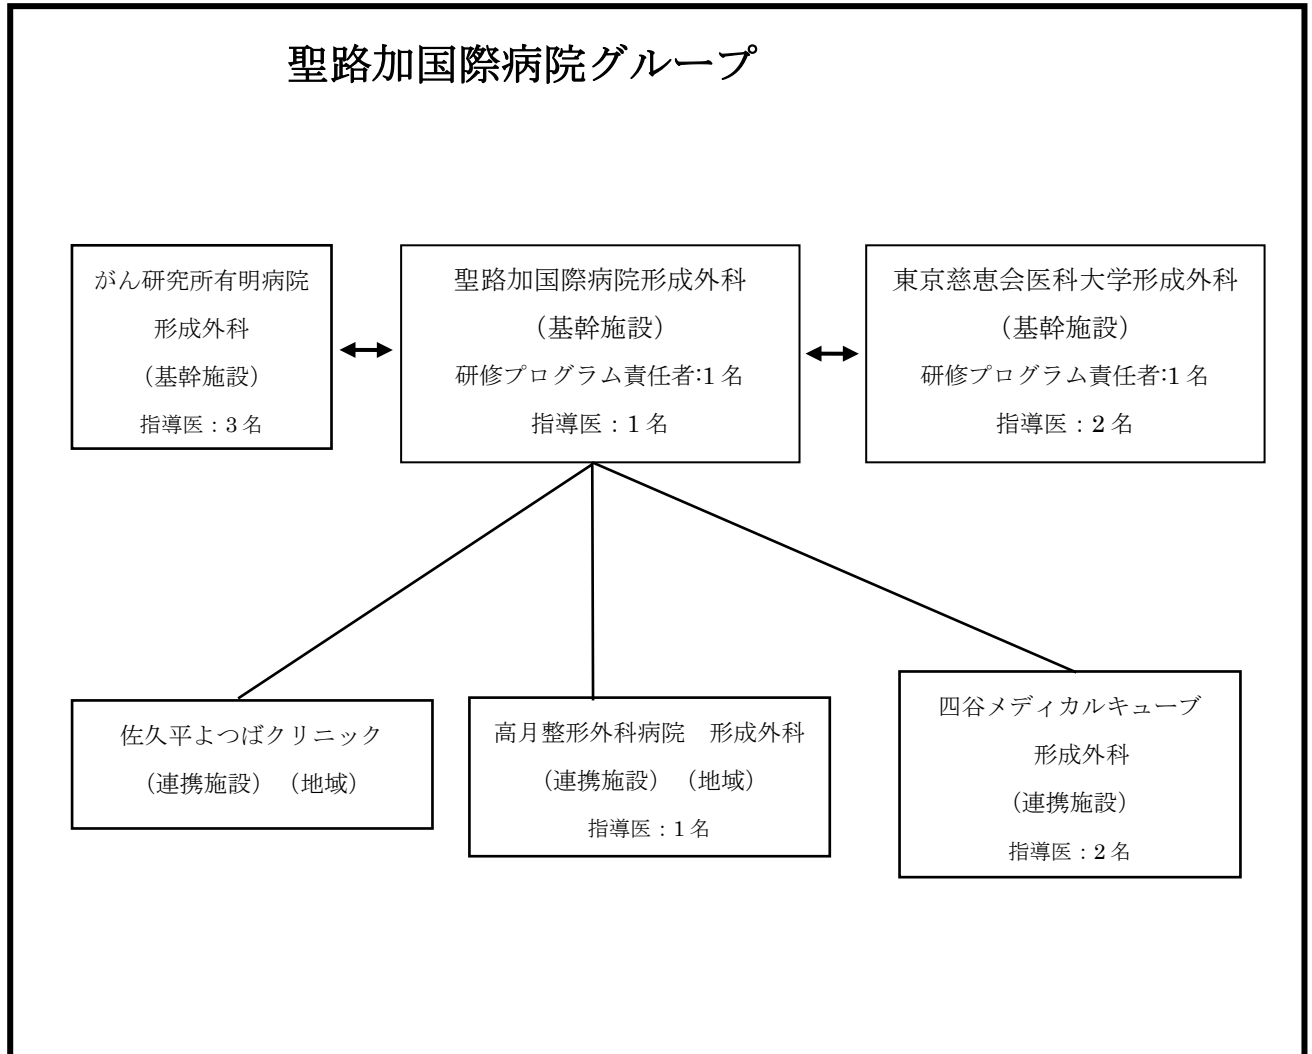 聖路加国際病院グループ
がん研究所有明病院
形成外科
（基幹施設）
指導医：3名
聖路加国際病院形成外科
（基幹施設）
研修プログラム責任者:1名
指導医：1名
東京慈恵会医科大学形成外科
（基幹施設）
研修プログラム責任者:1名
指導医：2名
佐久平よつばクリニック
（連携施設）（地域）
高月整形外科病院　形成外科
（連携施設）（地域）
指導医：1名
四谷メディカルキューブ
形成外科
（連携施設）
指導医：2名